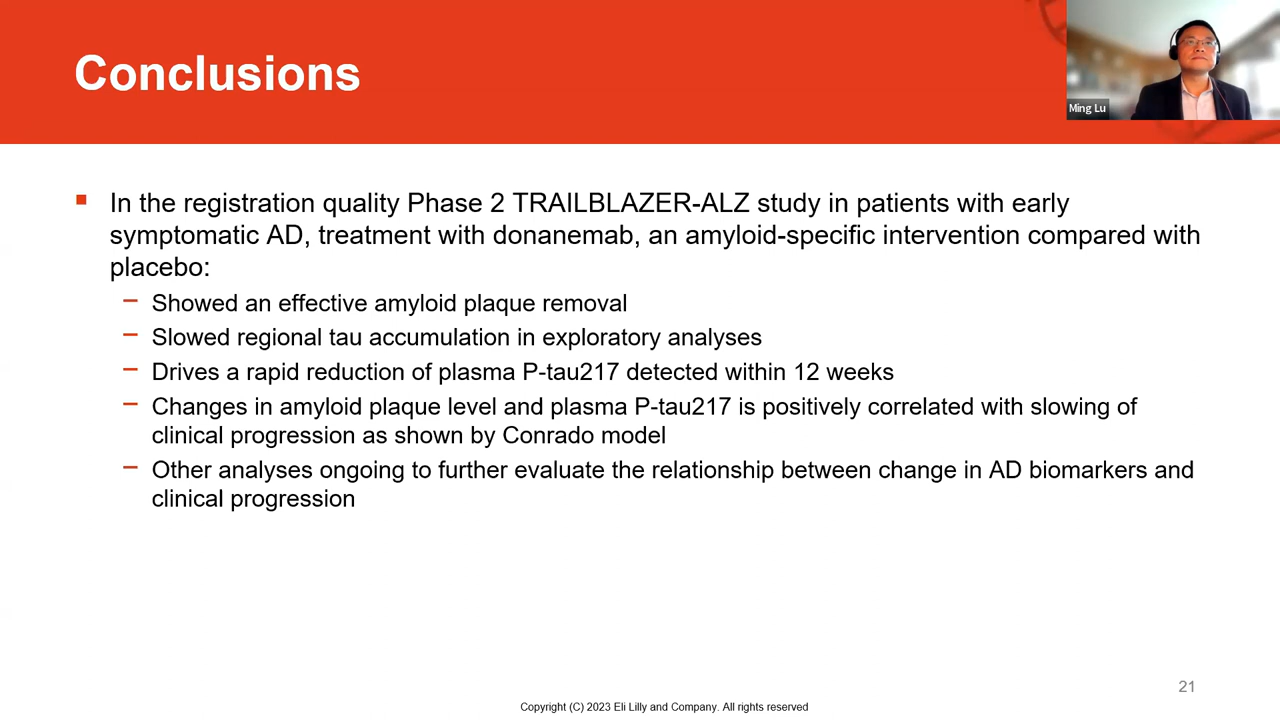 Conclusions
Ming Lu
▪ In the registration quality Phase 2 TRAILBLAZER-ALZ study in patients with early
symptomatic AD, treatment with donanemab, an amyloid-specific intervention compared with
placebo:
– Showed an effective amyloid plaque removal
– Slowed regional tau accumulation in exploratory analyses
– Drives a rapid reduction of plasma P-tau217 detected within 12 weeks
– Changes in amyloid plaque level and plasma P-tau217 is positively correlated with slowing of
clinical progression as shown by Conrado model
– Other analyses ongoing to further evaluate the relationship between change in AD biomarkers and
clinical progression
21
Copyright (C) 2023 Eli Lilly and Company. All rights reserved